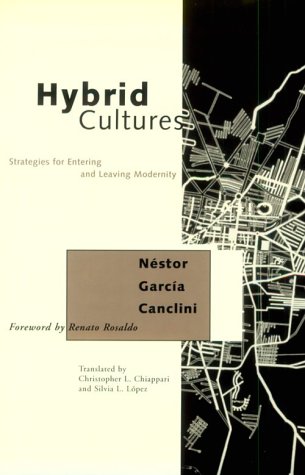 Hybrid
Cultures
Strategies for Entering
and Leaving Modernity
Néstor
García
Canclini
Foreword by Renato Rosaldo
Translated by
Christopher L. Chiappari
and Silvia L. López